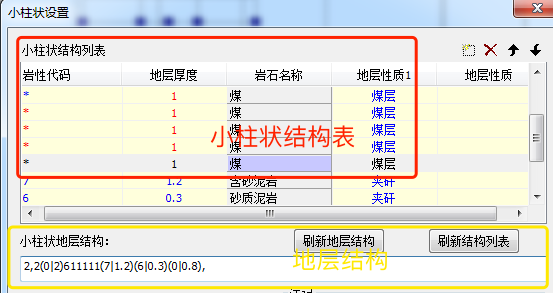 小柱状设置
小柱状结构列表
岩性代码 地层厚度 岩石名称 地层性质1 地层性质
* 1 煤 煤层
* 1 煤 煤层
* 1 煤 煤层
* 1 煤 煤层
* 1 煤 煤层
小柱状结构表
7 1.2 含砂泥岩 夹矸
6 0.3 砂质泥岩 夹矸
小柱状地层结构： 刷新地层结构 刷新结构列表
地层结构
2,2(0|2)611111(7|1.2)(6|0.3)(0|0.8),